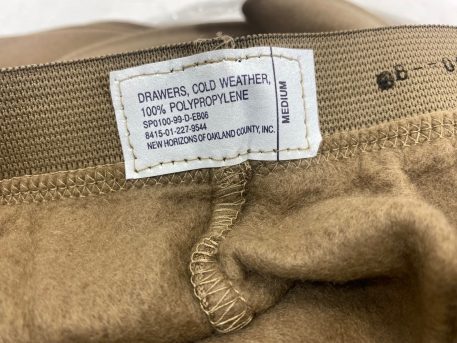 DRAWERS, COLD WEATHER,
100% POLYPROPYLENE
SP0100-99-D-EB06
8415-01-227-9544
NEW HORIZONS OF OAKLAND COUNTY, INC.
MEDIUM